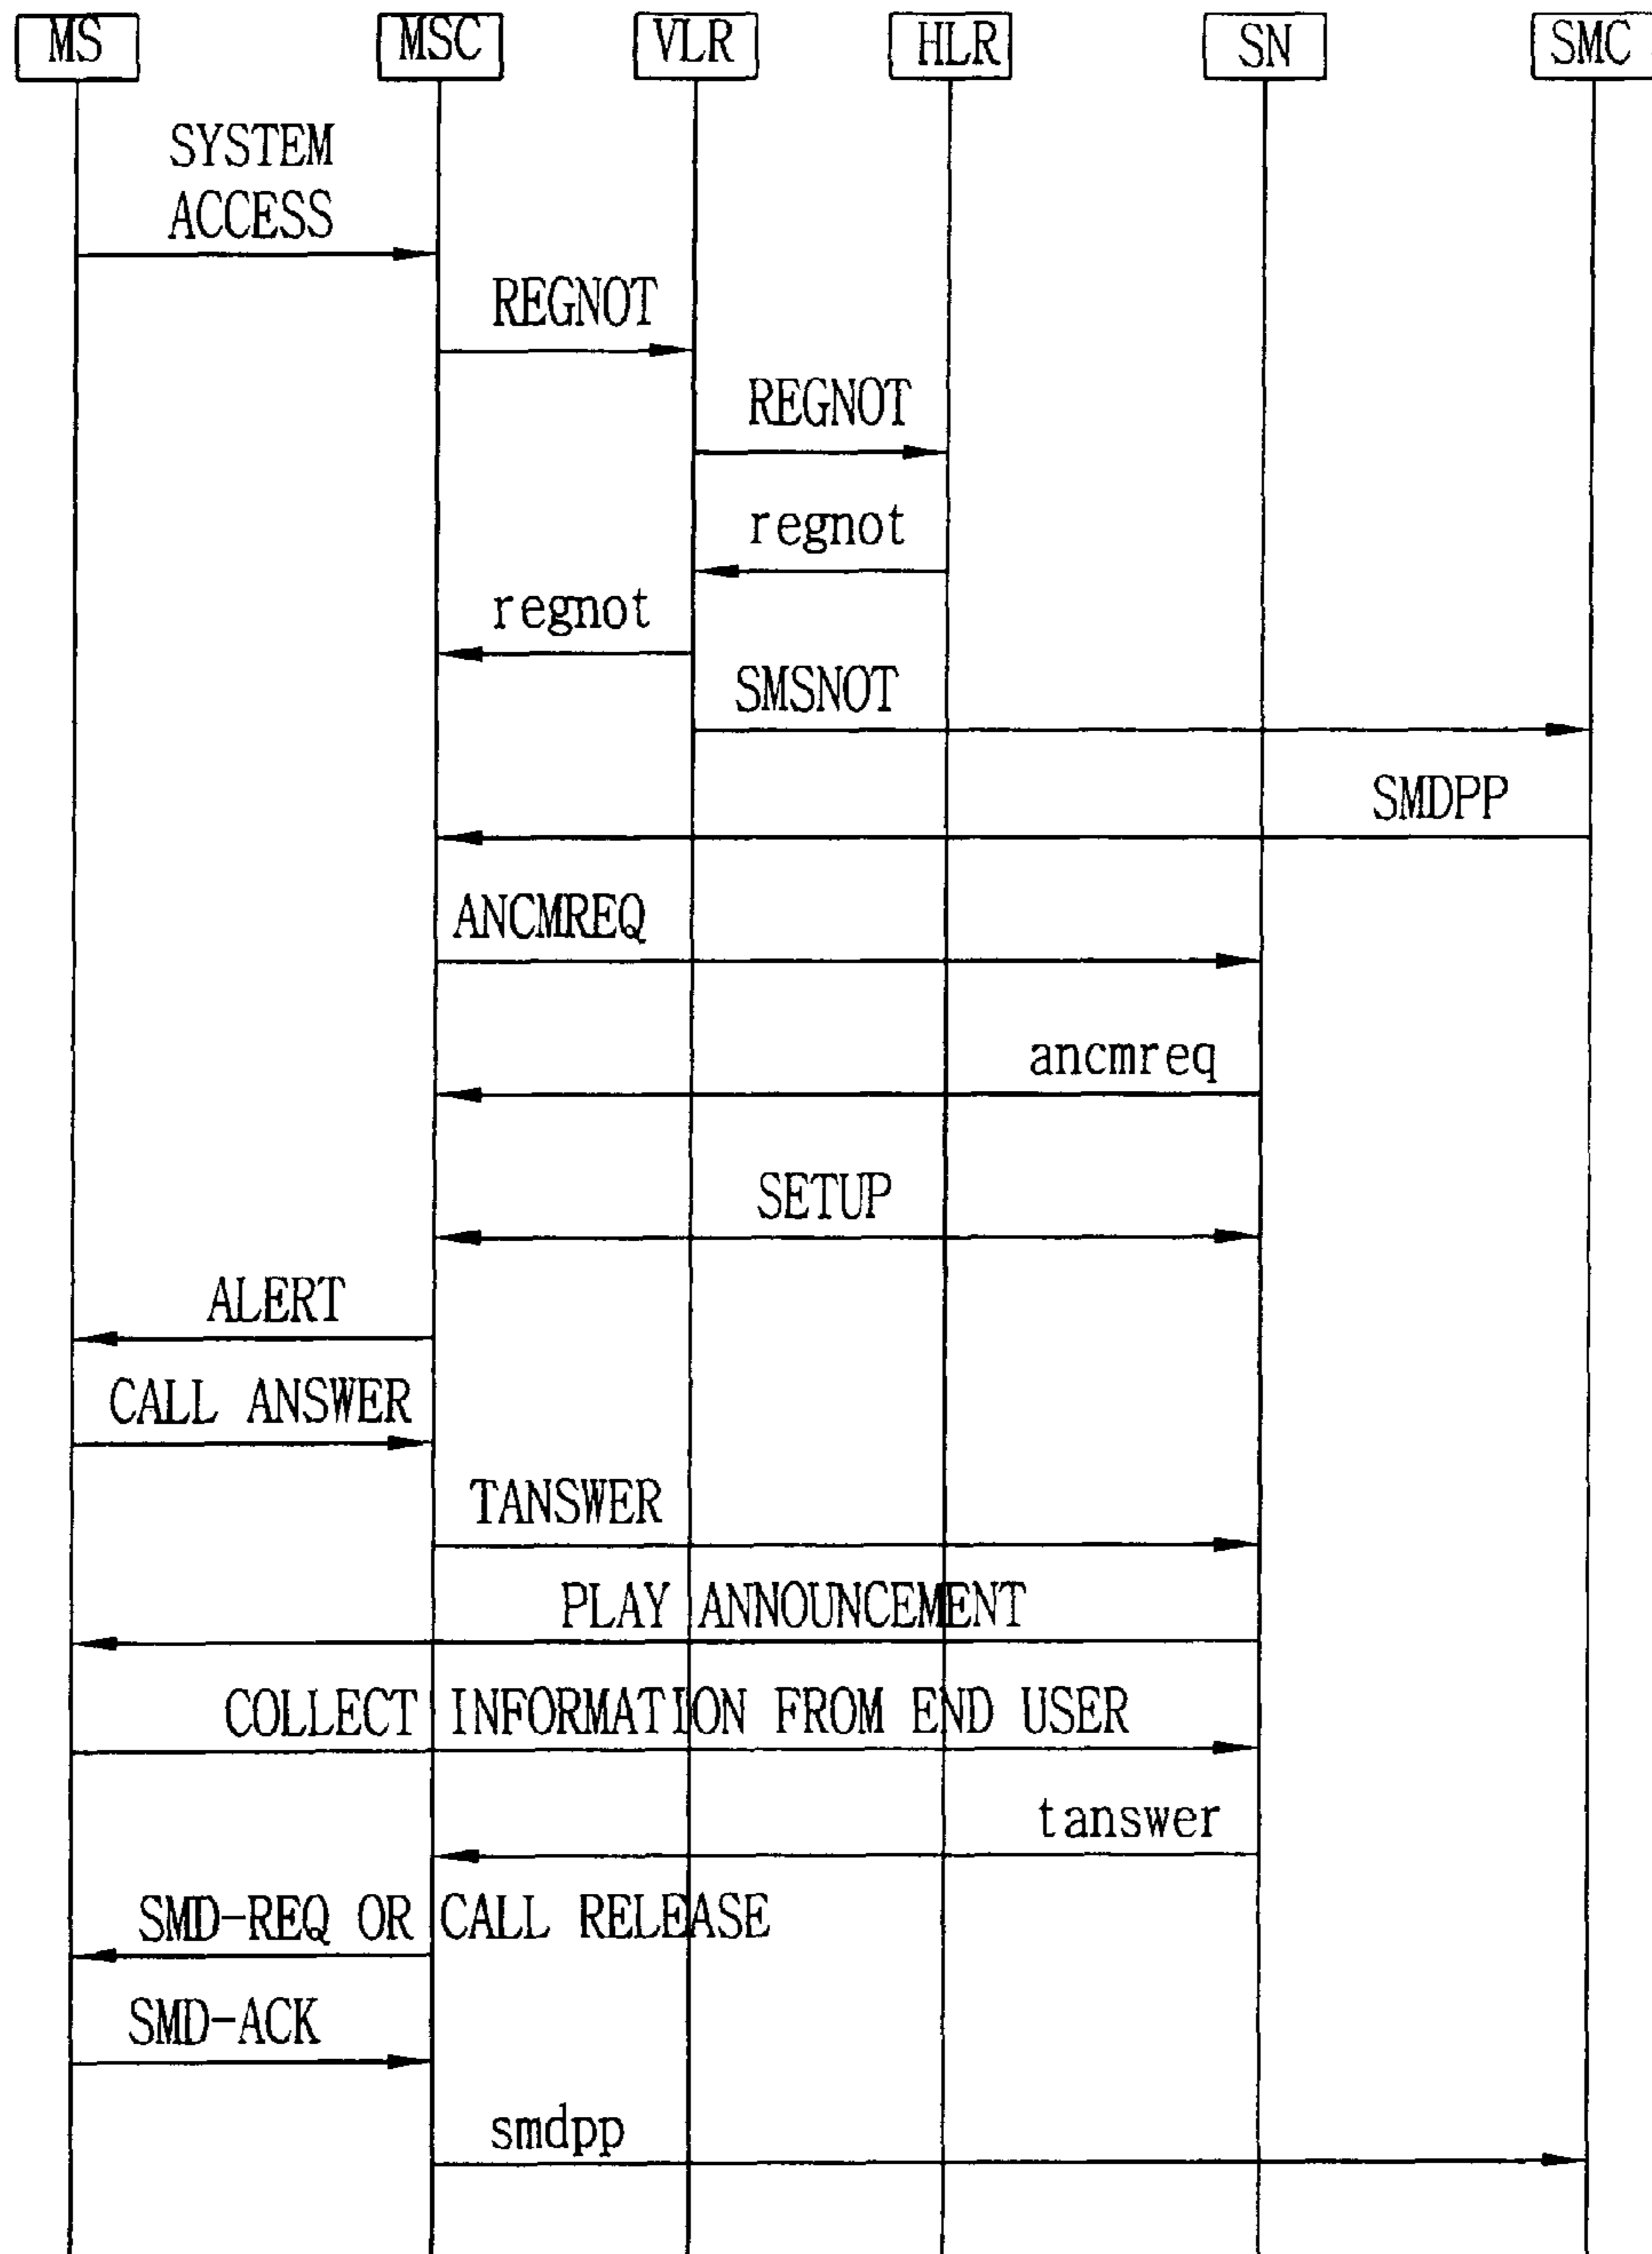 MS MSC VLR HLR SN SMC
SYSTEM
ACCESS
REGNOT
REGNOT
regnot
regnot
SMSNOT
SMDPP
ANCMREQ
ancmreq
SETUP
ALERT
CALL ANSWER
TANSWER
PLAY ANNOUNCEMENT
COLLECT INFORMATION FROM END USER
tanswer
SMD-REQ OR CALL RELEASE
SMD-ACK
smdpp